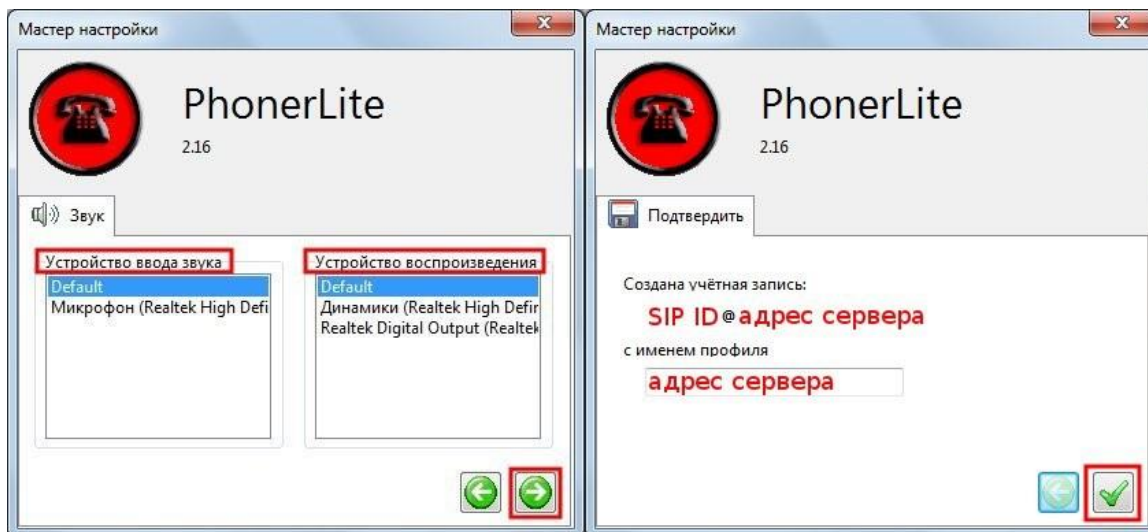 Мастер настройки
PhonerLite
2.16
Звук
Устройство ввода звука
Default
Микрофон (Realtek High Defi
Устройство воспроизведения
Default
Динамики (Realtek High Defin
Realtek Digital Output (Realtek
Мастер настройки
PhonerLite
2.16
Подтвердить
Создана учётная запись:
SIP ID@адрес сервера
с именем профиля
адрес сервера